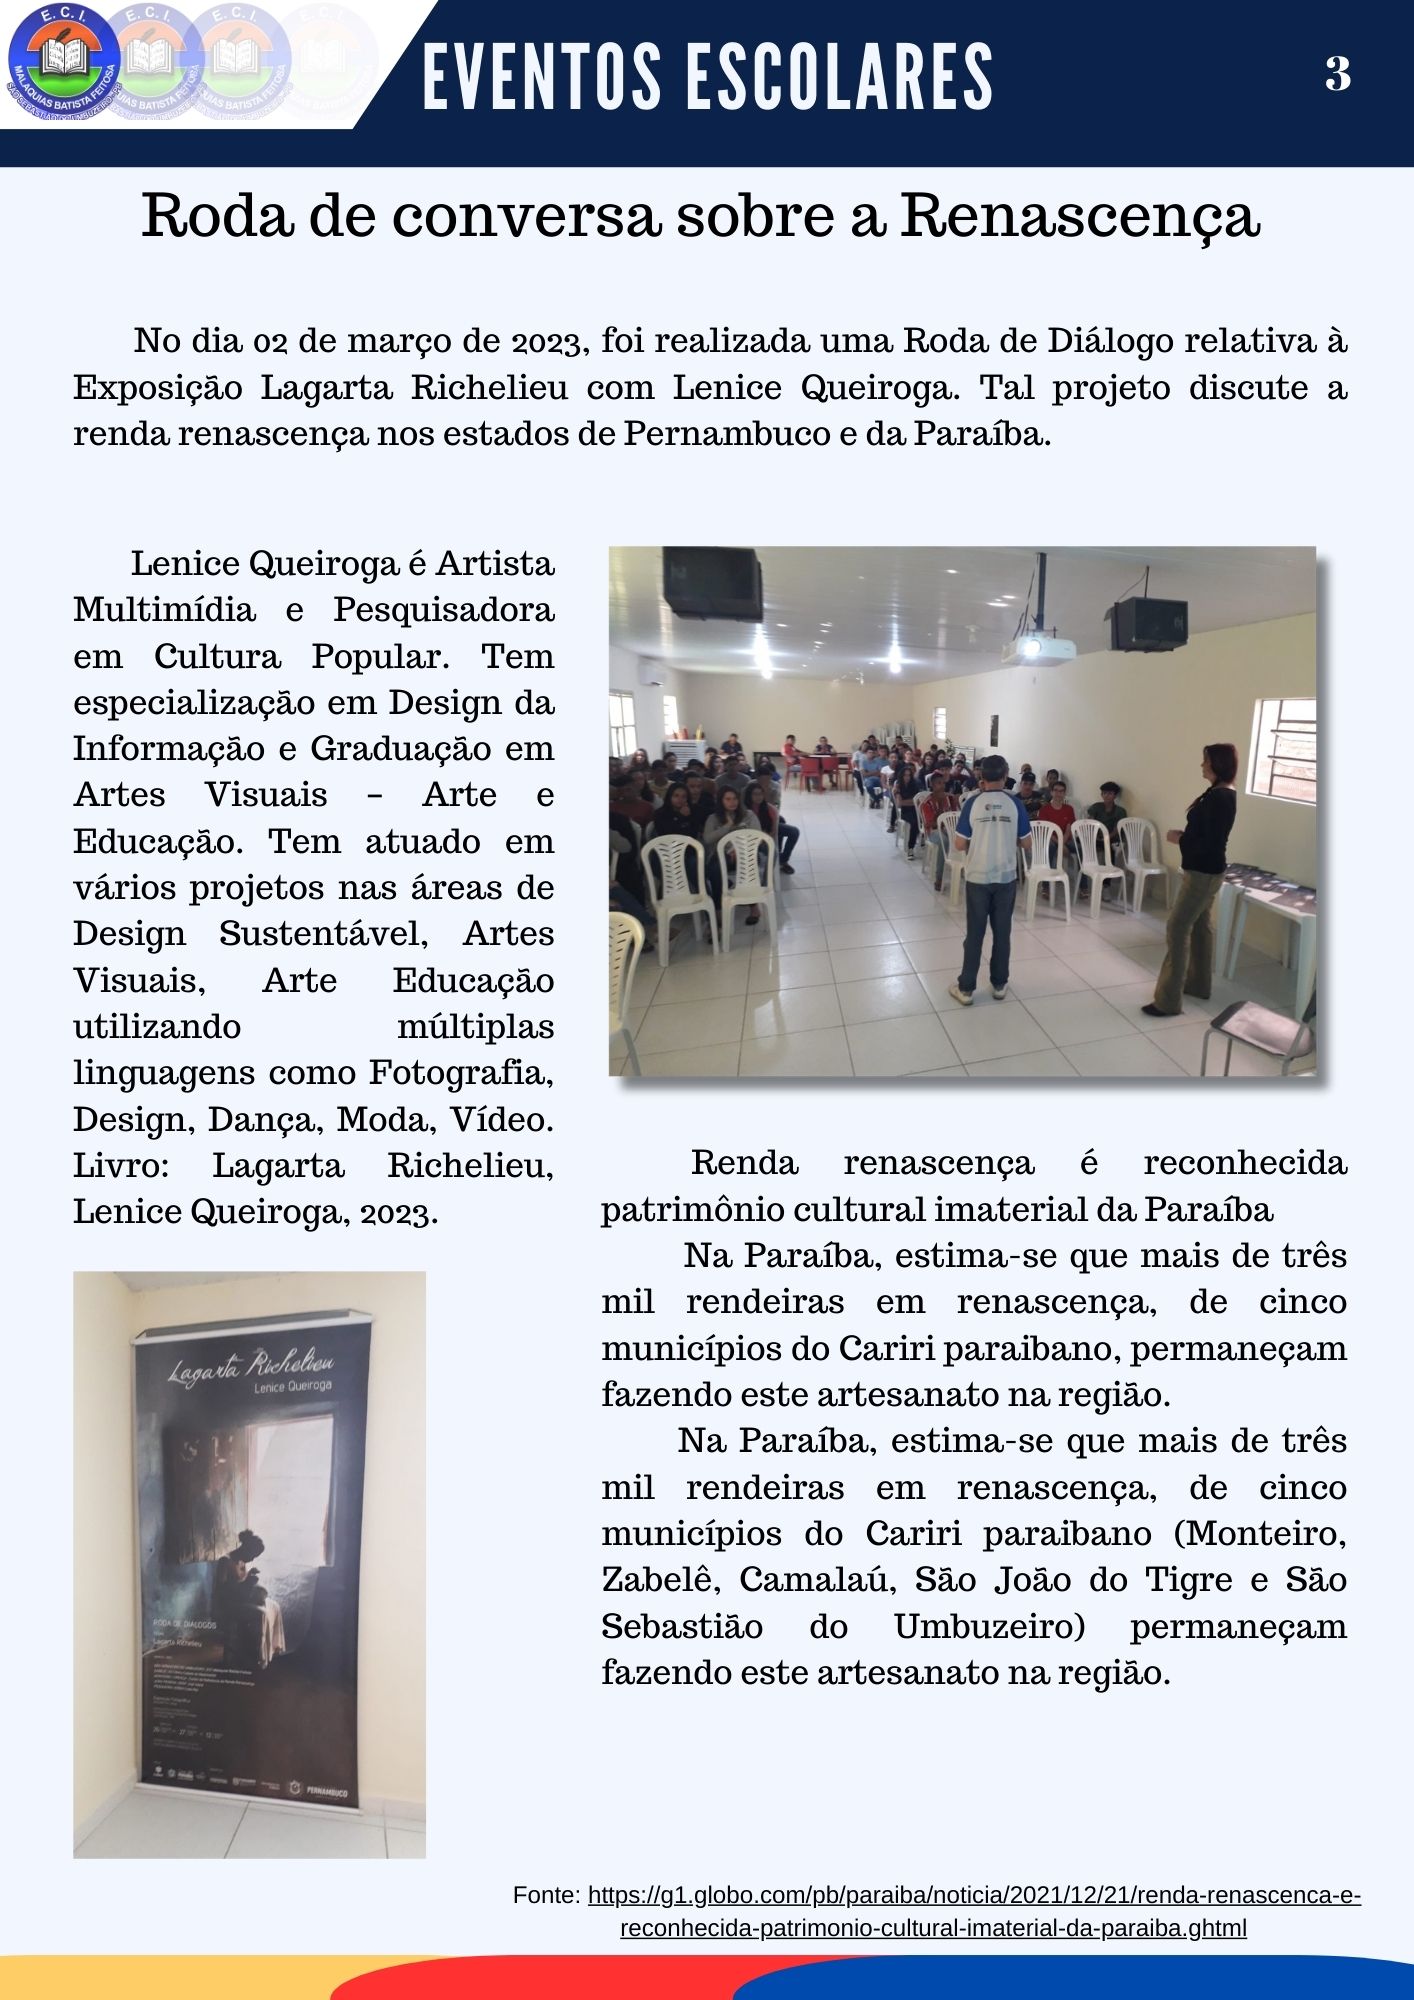 E. C. I.
MALAQUIAS BATISTA FEITOSA
EVENTOS ESCOLARES
3
Roda de conversa sobre a Renascença
No dia 02 de março de 2023, foi realizada uma Roda de Diálogo relativa à
Exposição Lagarta Richelieu com Lenice Queiroga. Tal projeto discute a
renda renascença nos estados de Pernambuco e da Paraíba.
Lenice Queiroga é Artista
Multimídia e Pesquisadora
em Cultura Popular. Tem
especialização em Design da
Informação e Graduação em
Artes Visuais – Arte e
Educação. Tem atuado em
vários projetos nas áreas de
Design Sustentável, Artes
Visuais, Arte Educação
utilizando múltiplas
linguagens como Fotografia,
Design, Dança, Moda, Vídeo.
Livro: Lagarta Richelieu,
Lenice Queiroga, 2023.
Lagarta Richelieu
Lenice Queiroga
RODA DE DIÁLOGOS
Lagarta Richelieu
PERNAMBUCO
Renda renascença é reconhecida
patrimônio cultural imaterial da Paraíba
Na Paraíba, estima-se que mais de três
mil rendeiras em renascença, de cinco
municípios do Cariri paraibano, permaneçam
fazendo este artesanato na região.
Na Paraíba, estima-se que mais de três
mil rendeiras em renascença, de cinco
municípios do Cariri paraibano (Monteiro,
Zabelê, Camalaú, São João do Tigre e São
Sebastião do Umbuzeiro) permaneçam
fazendo este artesanato na região.
Fonte: https://g1.globo.com/pb/paraiba/noticia/2021/12/21/renda-renascenca-e-
reconhecida-patrimonio-cultural-imaterial-da-paraiba.ghtml